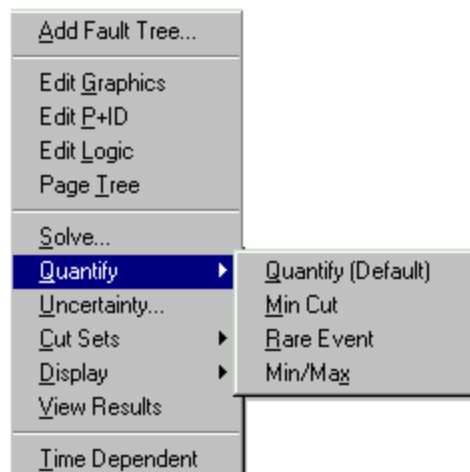 Add Fault Tree...
Edit Graphics
Edit P+ID
Edit Logic
Page Tree
Solve...
Quantify
Uncertainty...
Cut Sets
Display
View Results
Time Dependent
Quantify (Default)
Min Cut
Rare Event
Min/Max